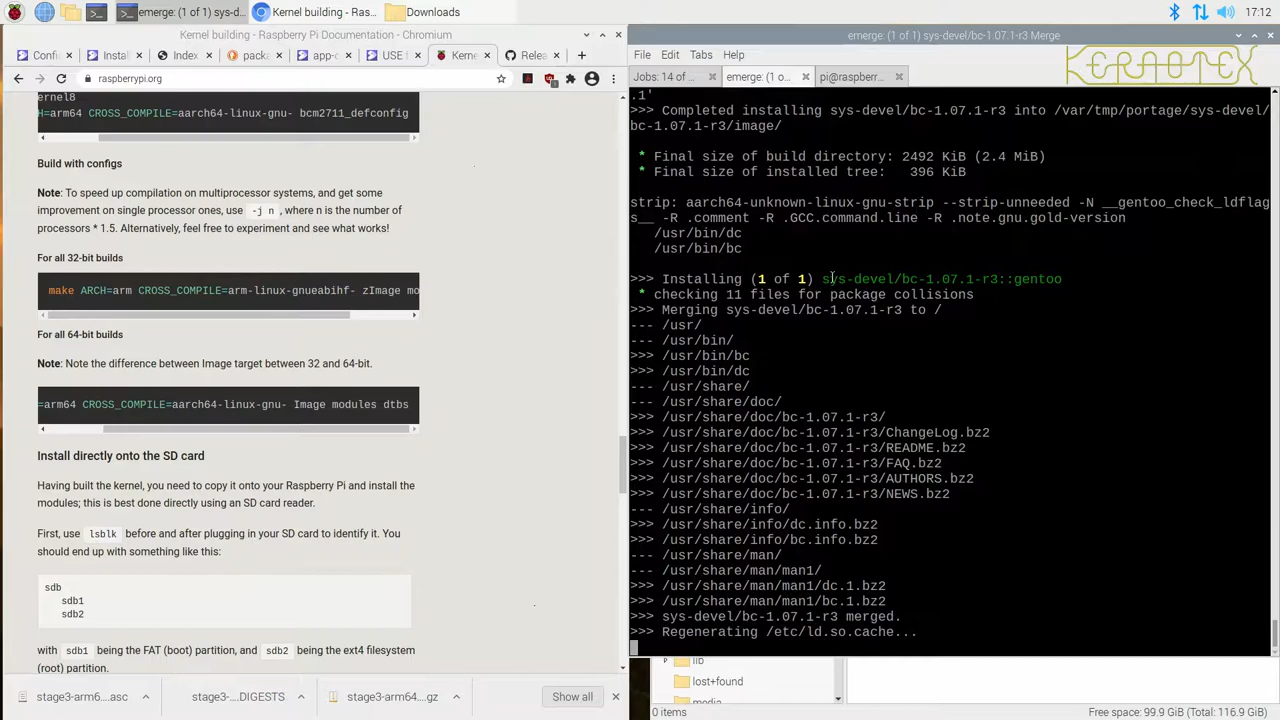 emerge: (1 of 1) sys-d...
Kernel building - Ras...
Downloads
17:12
Kernel building - Raspberry Pi Documentation - Chromium
Confi
Instal
Index
packa
app-c
USE f
Kerne
Relea
raspberrypi.org
ernel8
H=arm64 CROSS_COMPILE=aarch64-linux-gnu- bcm2711_defconfig
Build with configs
Note: To speed up compilation on multiprocessor systems, and get some
improvement on single processor ones, use -j n , where n is the number of
processors * 1.5. Alternatively, feel free to experiment and see what works!
For all 32-bit builds
make ARCH=arm CROSS_COMPILE=arm-linux-gnueabihf- zImage mo
For all 64-bit builds
Note: Note the difference between Image target between 32 and 64-bit.
=arm64 CROSS_COMPILE=aarch64-linux-gnu- Image modules dtbs
Install directly onto the SD card
Having built the kernel, you need to copy it onto your Raspberry Pi and install the
modules; this is best done directly using an SD card reader.
First, use lsblk before and after plugging in your SD card to identify it. You
should end up with something like this:
sdb
sdb1
sdb2
with sdb1 being the FAT (boot) partition, and sdb2 being the ext4 filesystem
(root) partition.
stage3-arm6....asc
stage3-....DIGESTS
stage3-arm64....gz
Show all
emerge: (1 of 1) sys-devel/bc-1.07.1-r3 Merge
File Edit Tabs Help
KEROOTEX
Jobs: 14 of ...
emerge: (1 o...
pi@raspberr...
.1'
>>> Completed installing sys-devel/bc-1.07.1-r3 into /var/tmp/portage/sys-devel/
bc-1.07.1-r3/image/
* Final size of build directory: 2492 KiB (2.4 MiB)
* Final size of installed tree:   396 KiB
strip: aarch64-unknown-linux-gnu-strip --strip-unneeded -N __gentoo_check_ldflag
s__ -R .comment -R .GCC.command.line -R .note.gnu.gold-version
/usr/bin/dc
/usr/bin/bc
>>> Installing (1 of 1) sys-devel/bc-1.07.1-r3::gentoo
* checking 11 files for package collisions
>>> Merging sys-devel/bc-1.07.1-r3 to /
--- /usr/
--- /usr/bin/
>>> /usr/bin/bc
>>> /usr/bin/dc
--- /usr/share/
--- /usr/share/doc/
>>> /usr/share/doc/bc-1.07.1-r3/
>>> /usr/share/doc/bc-1.07.1-r3/ChangeLog.bz2
>>> /usr/share/doc/bc-1.07.1-r3/README.bz2
>>> /usr/share/doc/bc-1.07.1-r3/FAQ.bz2
>>> /usr/share/doc/bc-1.07.1-r3/AUTHORS.bz2
>>> /usr/share/doc/bc-1.07.1-r3/NEWS.bz2
--- /usr/share/info/
>>> /usr/share/info/dc.info.bz2
>>> /usr/share/info/bc.info.bz2
--- /usr/share/man/
--- /usr/share/man/man1/
>>> /usr/share/man/man1/dc.1.bz2
>>> /usr/share/man/man1/bc.1.bz2
>>> sys-devel/bc-1.07.1-r3 merged.
>>> Regenerating /etc/ld.so.cache...
lib
lost+found
media
0 items
Free space: 99.9 GiB (Total: 116.9 GiB)